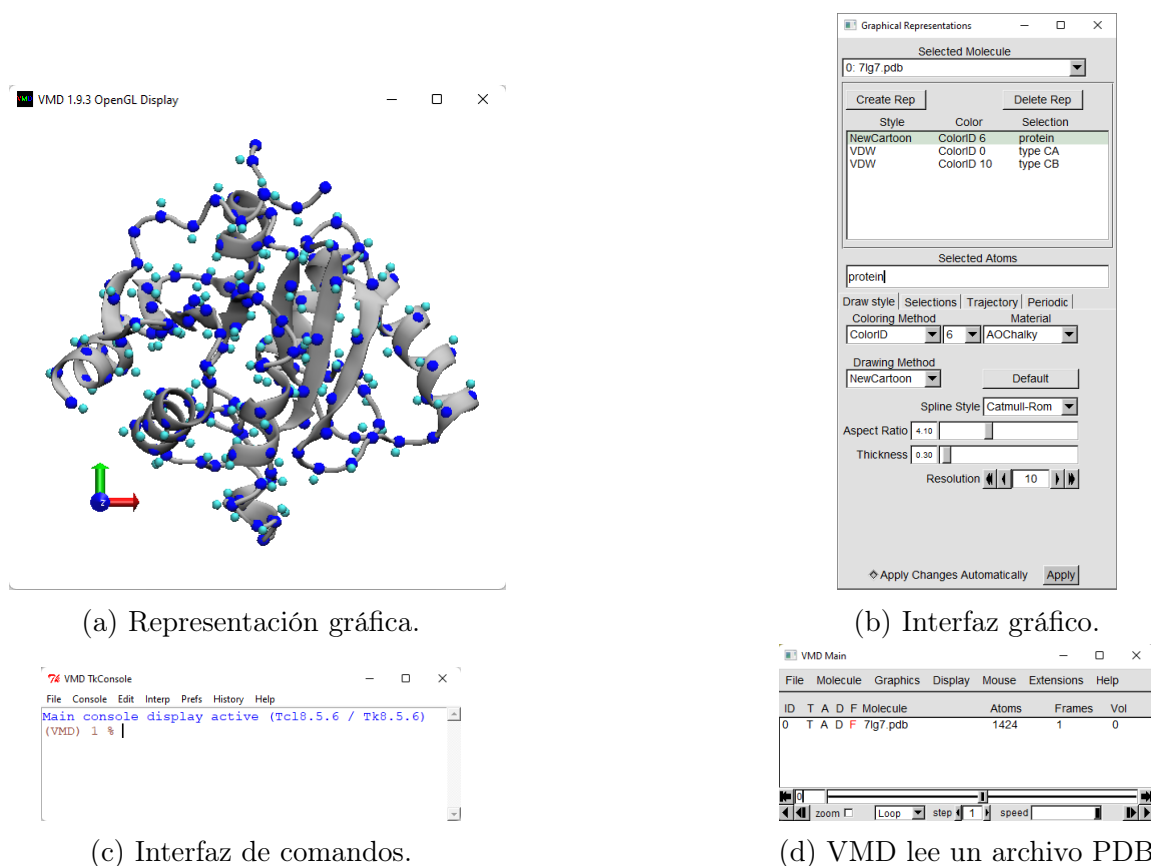 VMD 1.9.3 OpenGL Display
z
(a) Representación gráfica.
Graphical Representations
Selected Molecule
0: 7lg7.pdb
Create Rep Delete Rep
Style Color Selection
NewCartoon ColorID 6 protein
VDW ColorID 0 type CA
VDW ColorID 10 type CB
Selected Atoms
protein
Draw style Selections Trajectory Periodic
Coloring Method Material
ColorID 6 AOChalky
Drawing Method
NewCartoon Default
Spline Style Catmull-Rom
Aspect Ratio 4.10
Thickness 0.30
Resolution 10
Apply Changes Automatically Apply
(b) Interfaz gráfico.
VMD TkConsole
File Console Edit Interp Prefs History Help
Main console display active (Tcl8.5.6 / Tk8.5.6)
(VMD) 1 %
(c) Interfaz de comandos.
VMD Main
File Molecule Graphics Display Mouse Extensions Help
ID T A D F Molecule Atoms Frames Vol
0 T A D F 7lg7.pdb 1424 1 0
0
zoom Loop step 1 speed
(d) VMD lee un archivo PDB